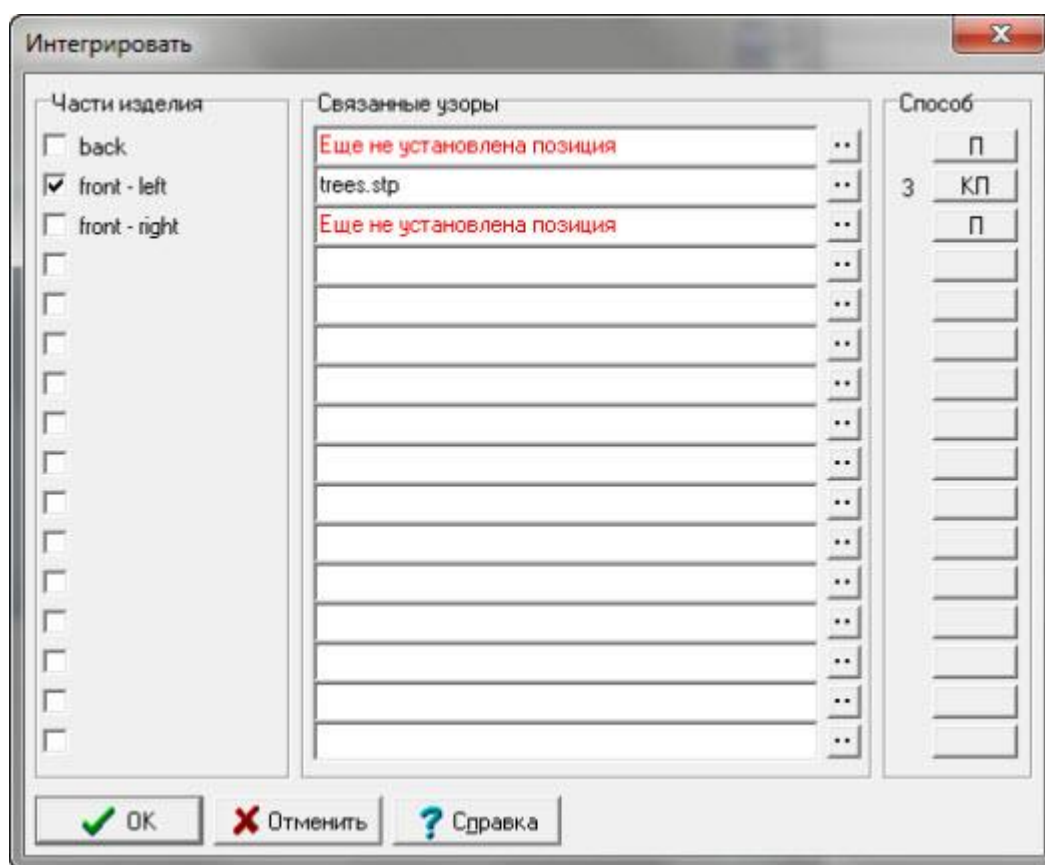 Интегрировать
Части изделия Связанные узоры Способ
back Еще не установлена позиция .. П
front - left trees.stp .. 3 КП
front - right Еще не установлена позиция .. П
..
..
..
..
..
..
..
..
..
..
..
..
..
OK Отменить ? Справка